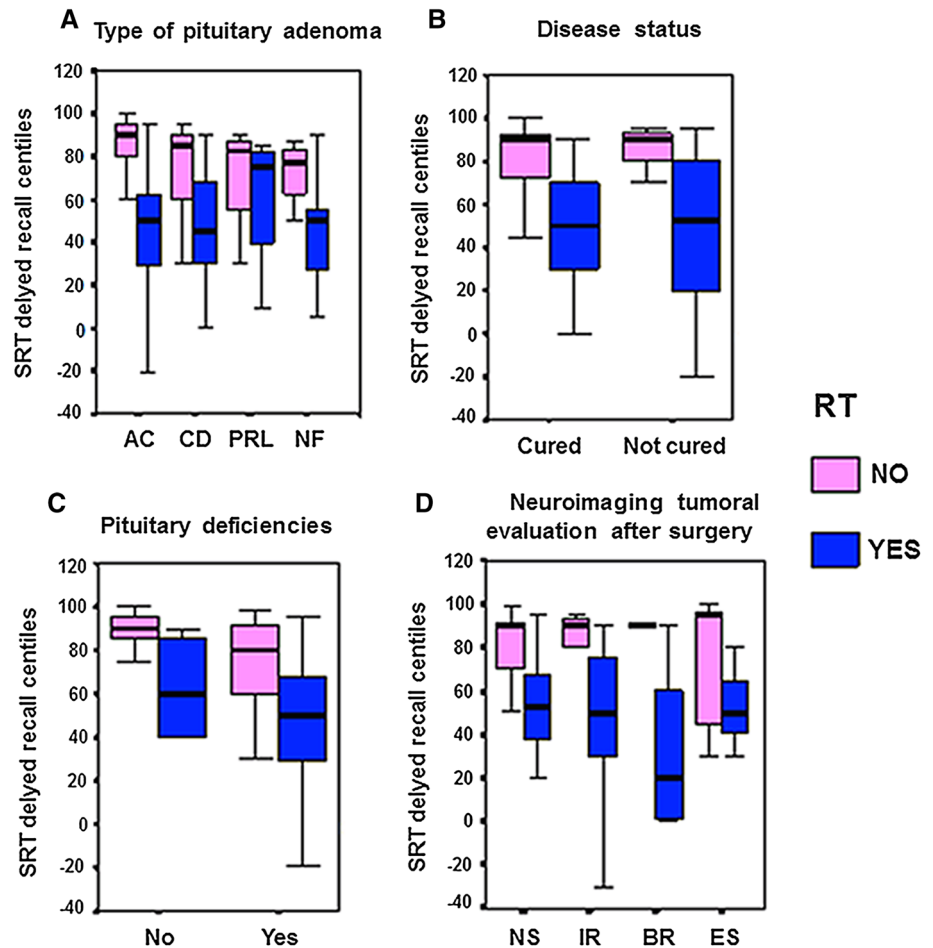 A
Type of pituitary adenoma
SRT delyed recall centiles
120
100
80
60
40
20
0
-20
-40
AC CD PRL NF
B
Disease status
SRT delyed recall centiles
120
100
80
60
40
20
0
-20
-40
Cured Not cured
RT
NO
YES
C
Pituitary deficiencies
SRT delyed recall centiles
120
100
80
60
40
20
0
-20
-40
No Yes
D
Neuroimaging tumoral
evaluation after surgery
SRT delyed recall centiles
120
100
80
60
40
20
0
-20
-40
NS IR BR ES